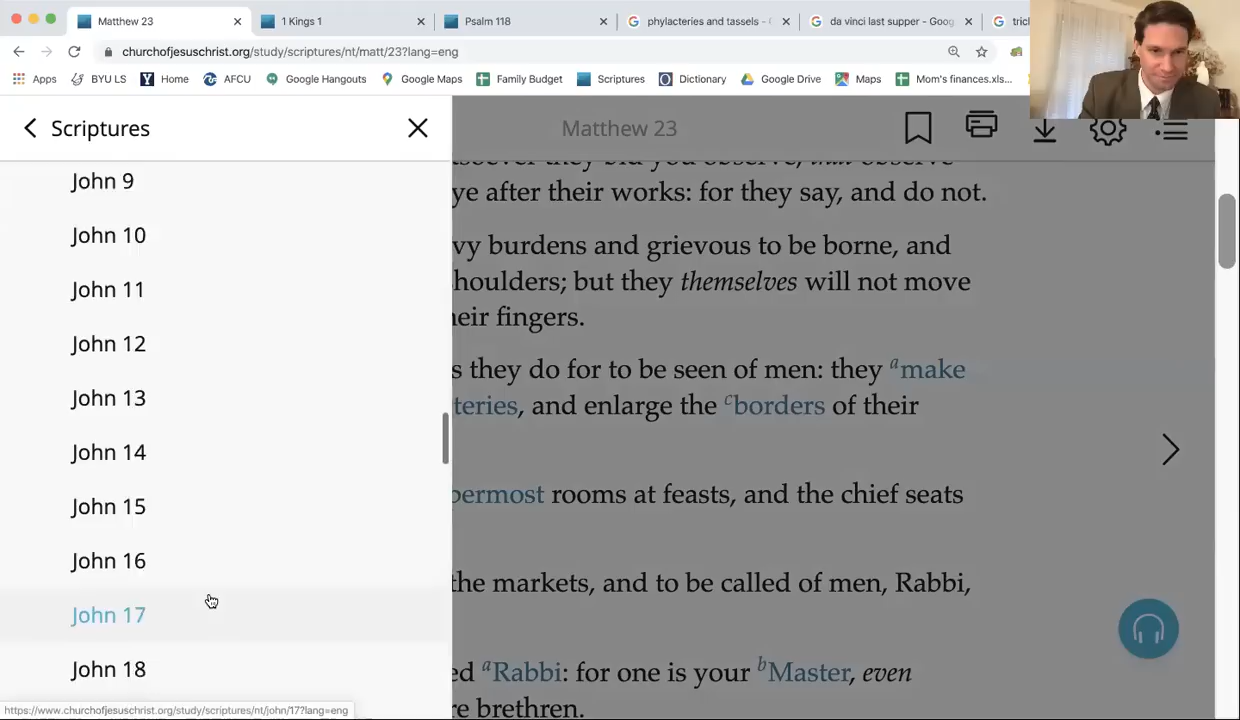 Matthew 23
1 Kings 1
Psalm 118
phylacteries and tassels -
da vinci last supper - Goog
churchofjesuschrist.org/study/scriptures/nt/matt/23?lang=eng
Apps
BYU LS
Home
AFCU
Google Hangouts
Google Maps
Family Budget
Scriptures
Dictionary
Google Drive
Maps
Mom's finances.xls...
Scriptures
Matthew 23
John 9
John 10
John 11
John 12
John 13
John 14
John 15
John 16
John 17
John 18
they bid you observe, that observe
ye after their works: for they say, and do not.
vy burdens and grievous to be borne, and
houlders; but they themselves will not move
eir fingers.
s they do for to be seen of men: they a make
teries, and enlarge the c borders of their
permost rooms at feasts, and the chief seats
the markets, and to be called of men, Rabbi,
ed a Rabbi: for one is your b Master, even
re brethren.
https://www.churchofjesuschrist.org/study/scriptures/nt/john/17?lang=eng